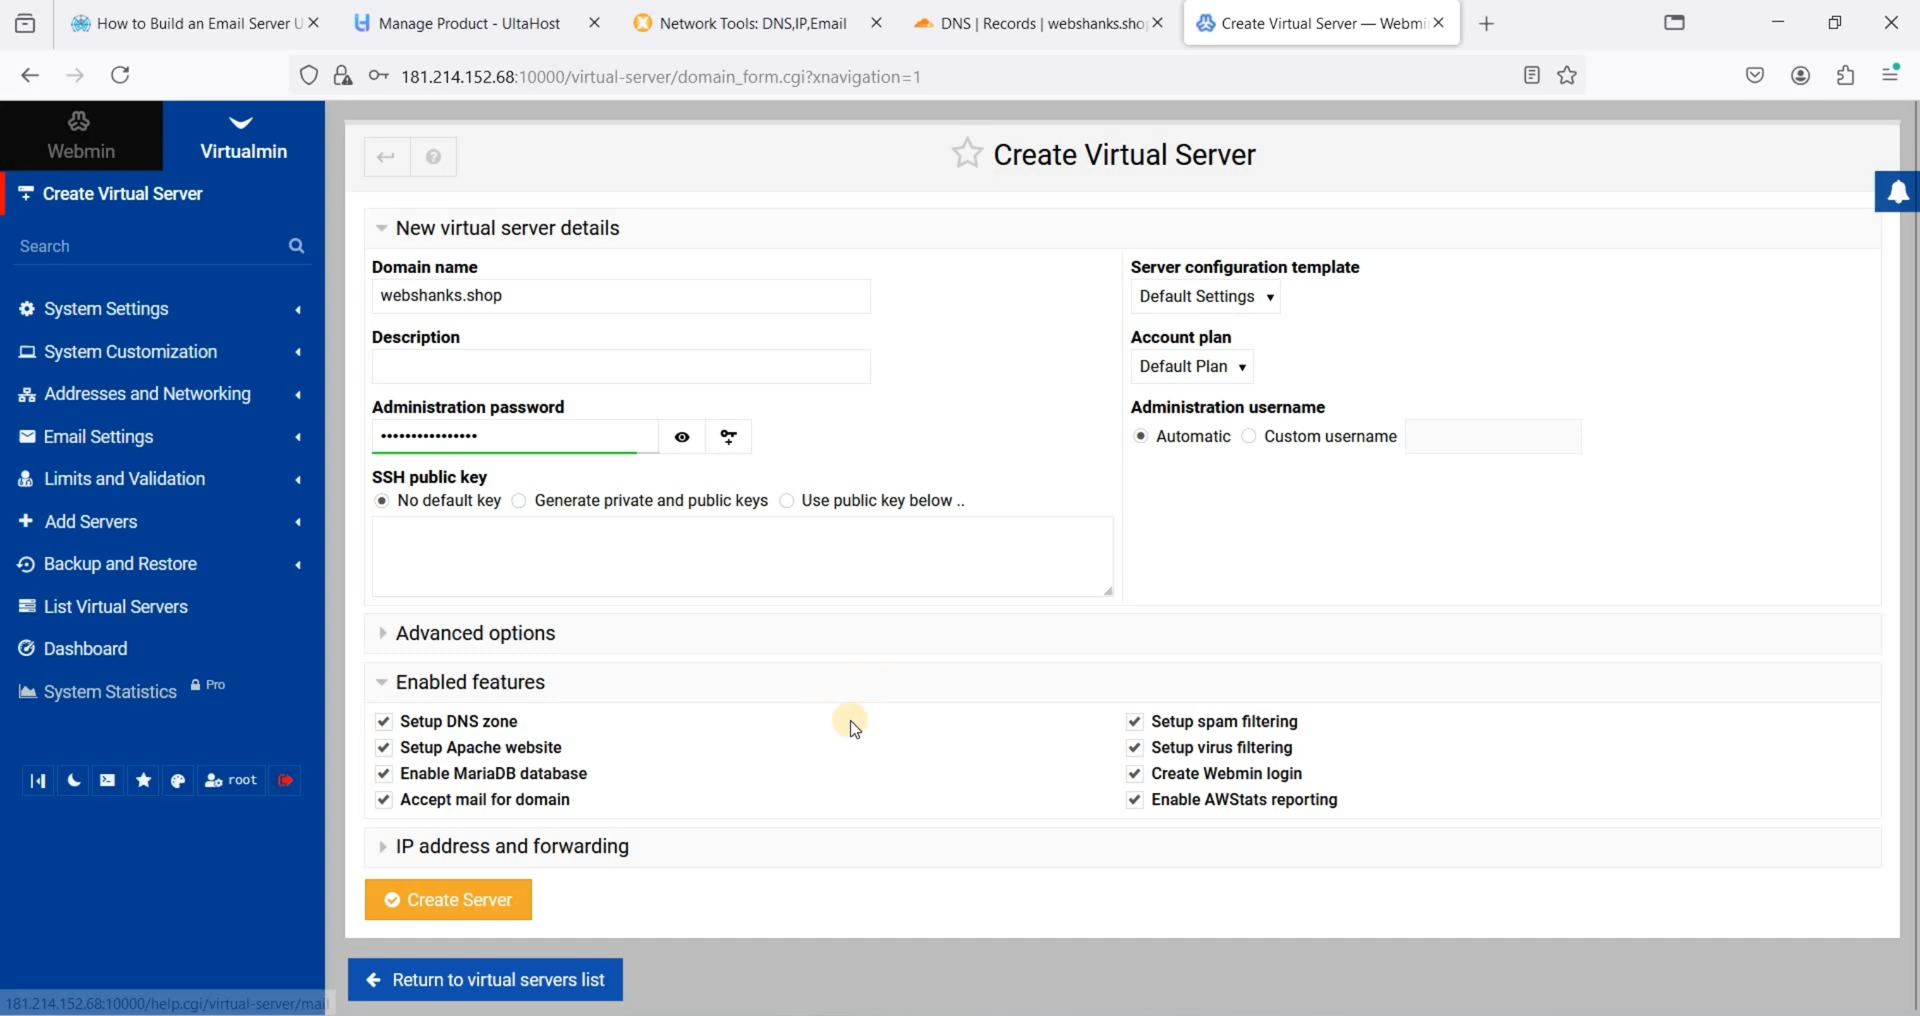 How to Build an Email Server U
Manage Product - UltaHost
Network Tools: DNS,IP,Email
DNS | Records | webshanks.sho
Create Virtual Server — Webmi
181.214.152.68:10000/virtual-server/domain_form.cgi?xnavigation=1
Webmin
Virtualmin
Create Virtual Server
Search
System Settings
System Customization
Addresses and Networking
Email Settings
Limits and Validation
Add Servers
Backup and Restore
List Virtual Servers
Dashboard
System Statistics Pro
root
181.214.152.68:10000/help.cgi/virtual-server/mail
Create Virtual Server
New virtual server details
Domain name
webshanks.shop
Description
Administration password
••••••••••••••••
SSH public key
No default key Generate private and public keys Use public key below ..
Server configuration template
Default Settings
Account plan
Default Plan
Administration username
Automatic Custom username
Advanced options
Enabled features
Setup DNS zone
Setup Apache website
Enable MariaDB database
Accept mail for domain
Setup spam filtering
Setup virus filtering
Create Webmin login
Enable AWStats reporting
IP address and forwarding
Create Server
Return to virtual servers list